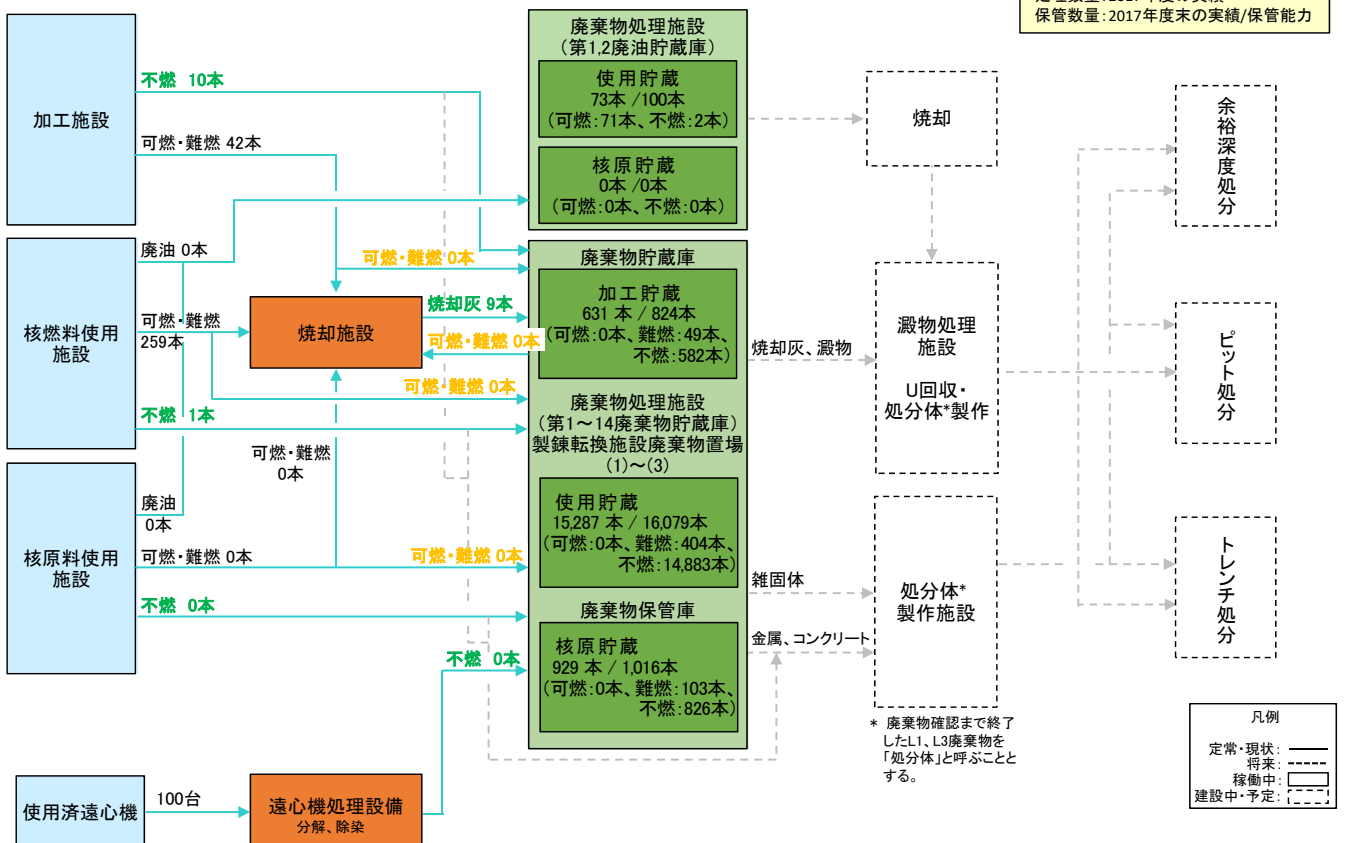 処理数量:2017年度の実績
保管数量:2017年度末の実績/保管能力
加工施設
不燃 10本
可燃・難燃 42本
核燃料使用
施設
廃油 0本
可燃・難燃
259本
不燃 1本
核原料使用
施設
廃油
0本
可燃・難燃 0本
不燃 0本
可燃・難燃
0本
使用済遠心機
100台
遠心機処理設備
分解、除染
不燃 0本
焼却施設
可燃・難燃 0本
焼却灰 9本
可燃・難燃 0本
可燃・難燃 0本
可燃・難燃 0本
廃棄物処理施設
(第1,2廃油貯蔵庫)
使用貯蔵
73本 /100本
(可燃:71本、不燃:2本)
核原貯蔵
0本 /0本
(可燃:0本、不燃:0本)
廃棄物貯蔵庫
加工貯蔵
631 本 / 824本
(可燃:0本、難燃:49本、
不燃:582本)
廃棄物処理施設
(第1～14廃棄物貯蔵庫)
製錬転換施設廃棄物置場
(1)～(3)
使用貯蔵
15,287 本 / 16,079本
(可燃:0本、難燃:404本、
不燃:14,883本)
廃棄物保管庫
核原貯蔵
929 本 / 1,016本
(可燃:0本、難燃:103本、
不燃:826本)
焼却灰、澱物
雑固体
金属、コンクリート
焼却
澱物処理
施設
U回収・
処分体*製作
処分体*
製作施設
* 廃棄物確認まで終了
したL1、L3廃棄物を
「処分体」と呼ぶことと
する。
余裕深度処分
ピット処分
トレンチ処分
凡例
定常・現状:
将来:
稼働中:
建設中・予定: